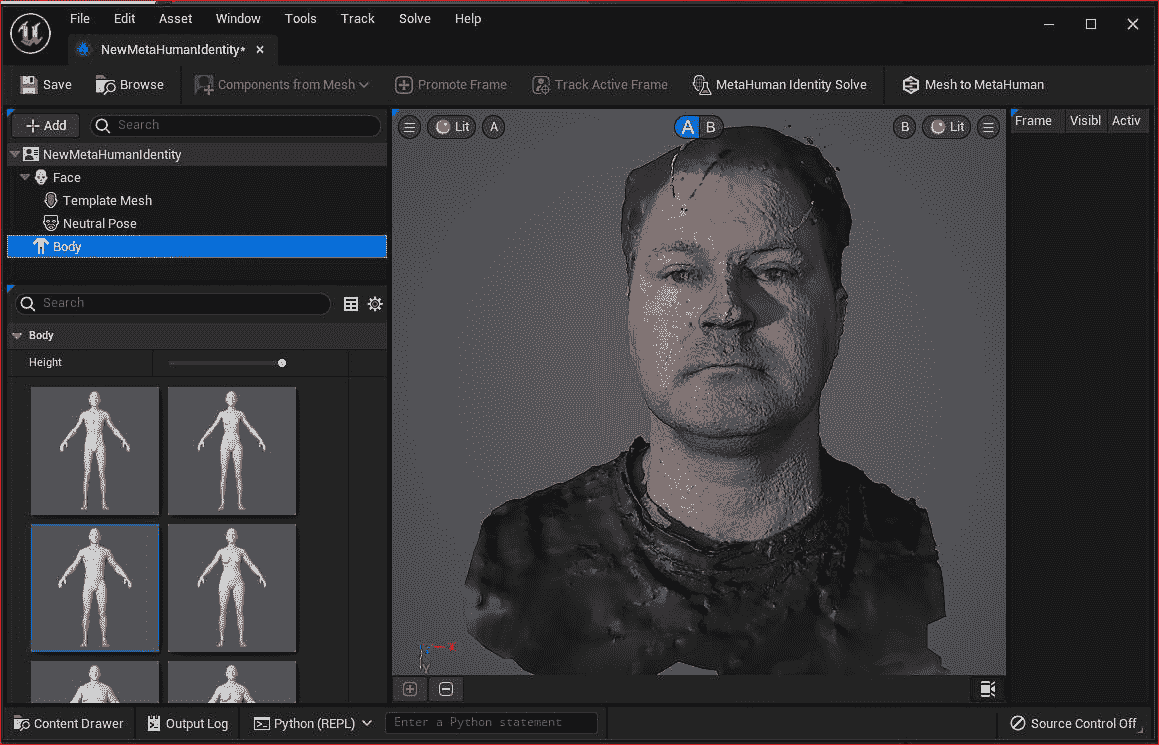 File Edit Asset Window Tools Track Solve Help
NewMetaHumanIdentity*
Save Browse Components from Mesh Promote Frame Track Active Frame MetaHuman Identity Solve Mesh to MetaHuman
Add Search
Lit A A B B Lit
Frame Visibl Activ
NewMetaHumanIdentity
Face
Template Mesh
Neutral Pose
Body
Search
Body
Height
Y
Content Drawer Output Log Python (REPL) Enter a Python statement Source Control Off